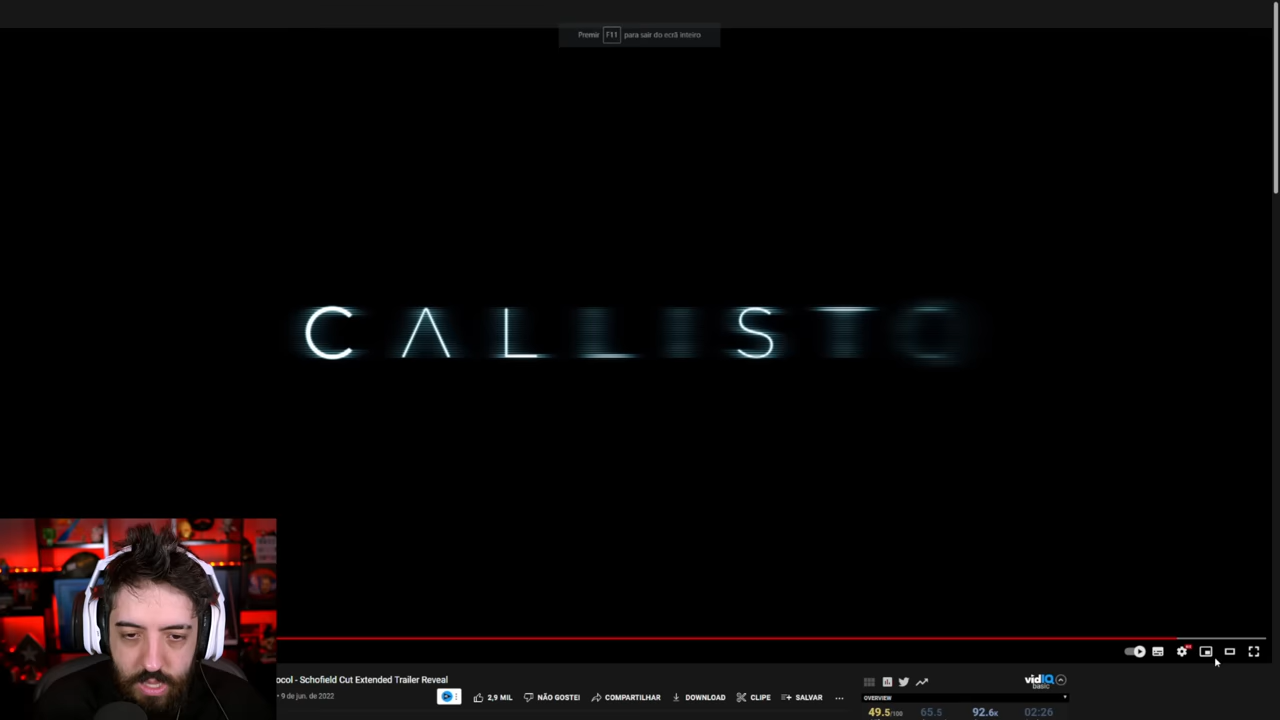 Premir F11 para sair do ecrã inteiro
CALLISTO
ocol - Schofield Cut Extended Trailer Reveal
• 9 de jun. de 2022
2,9 MIL NÃO GOSTEI COMPARTILHAR DOWNLOAD CLIPE SALVAR ...
vidIQ
basic
OVERVIEW
49.5/100 65.5 92.6K 02:26